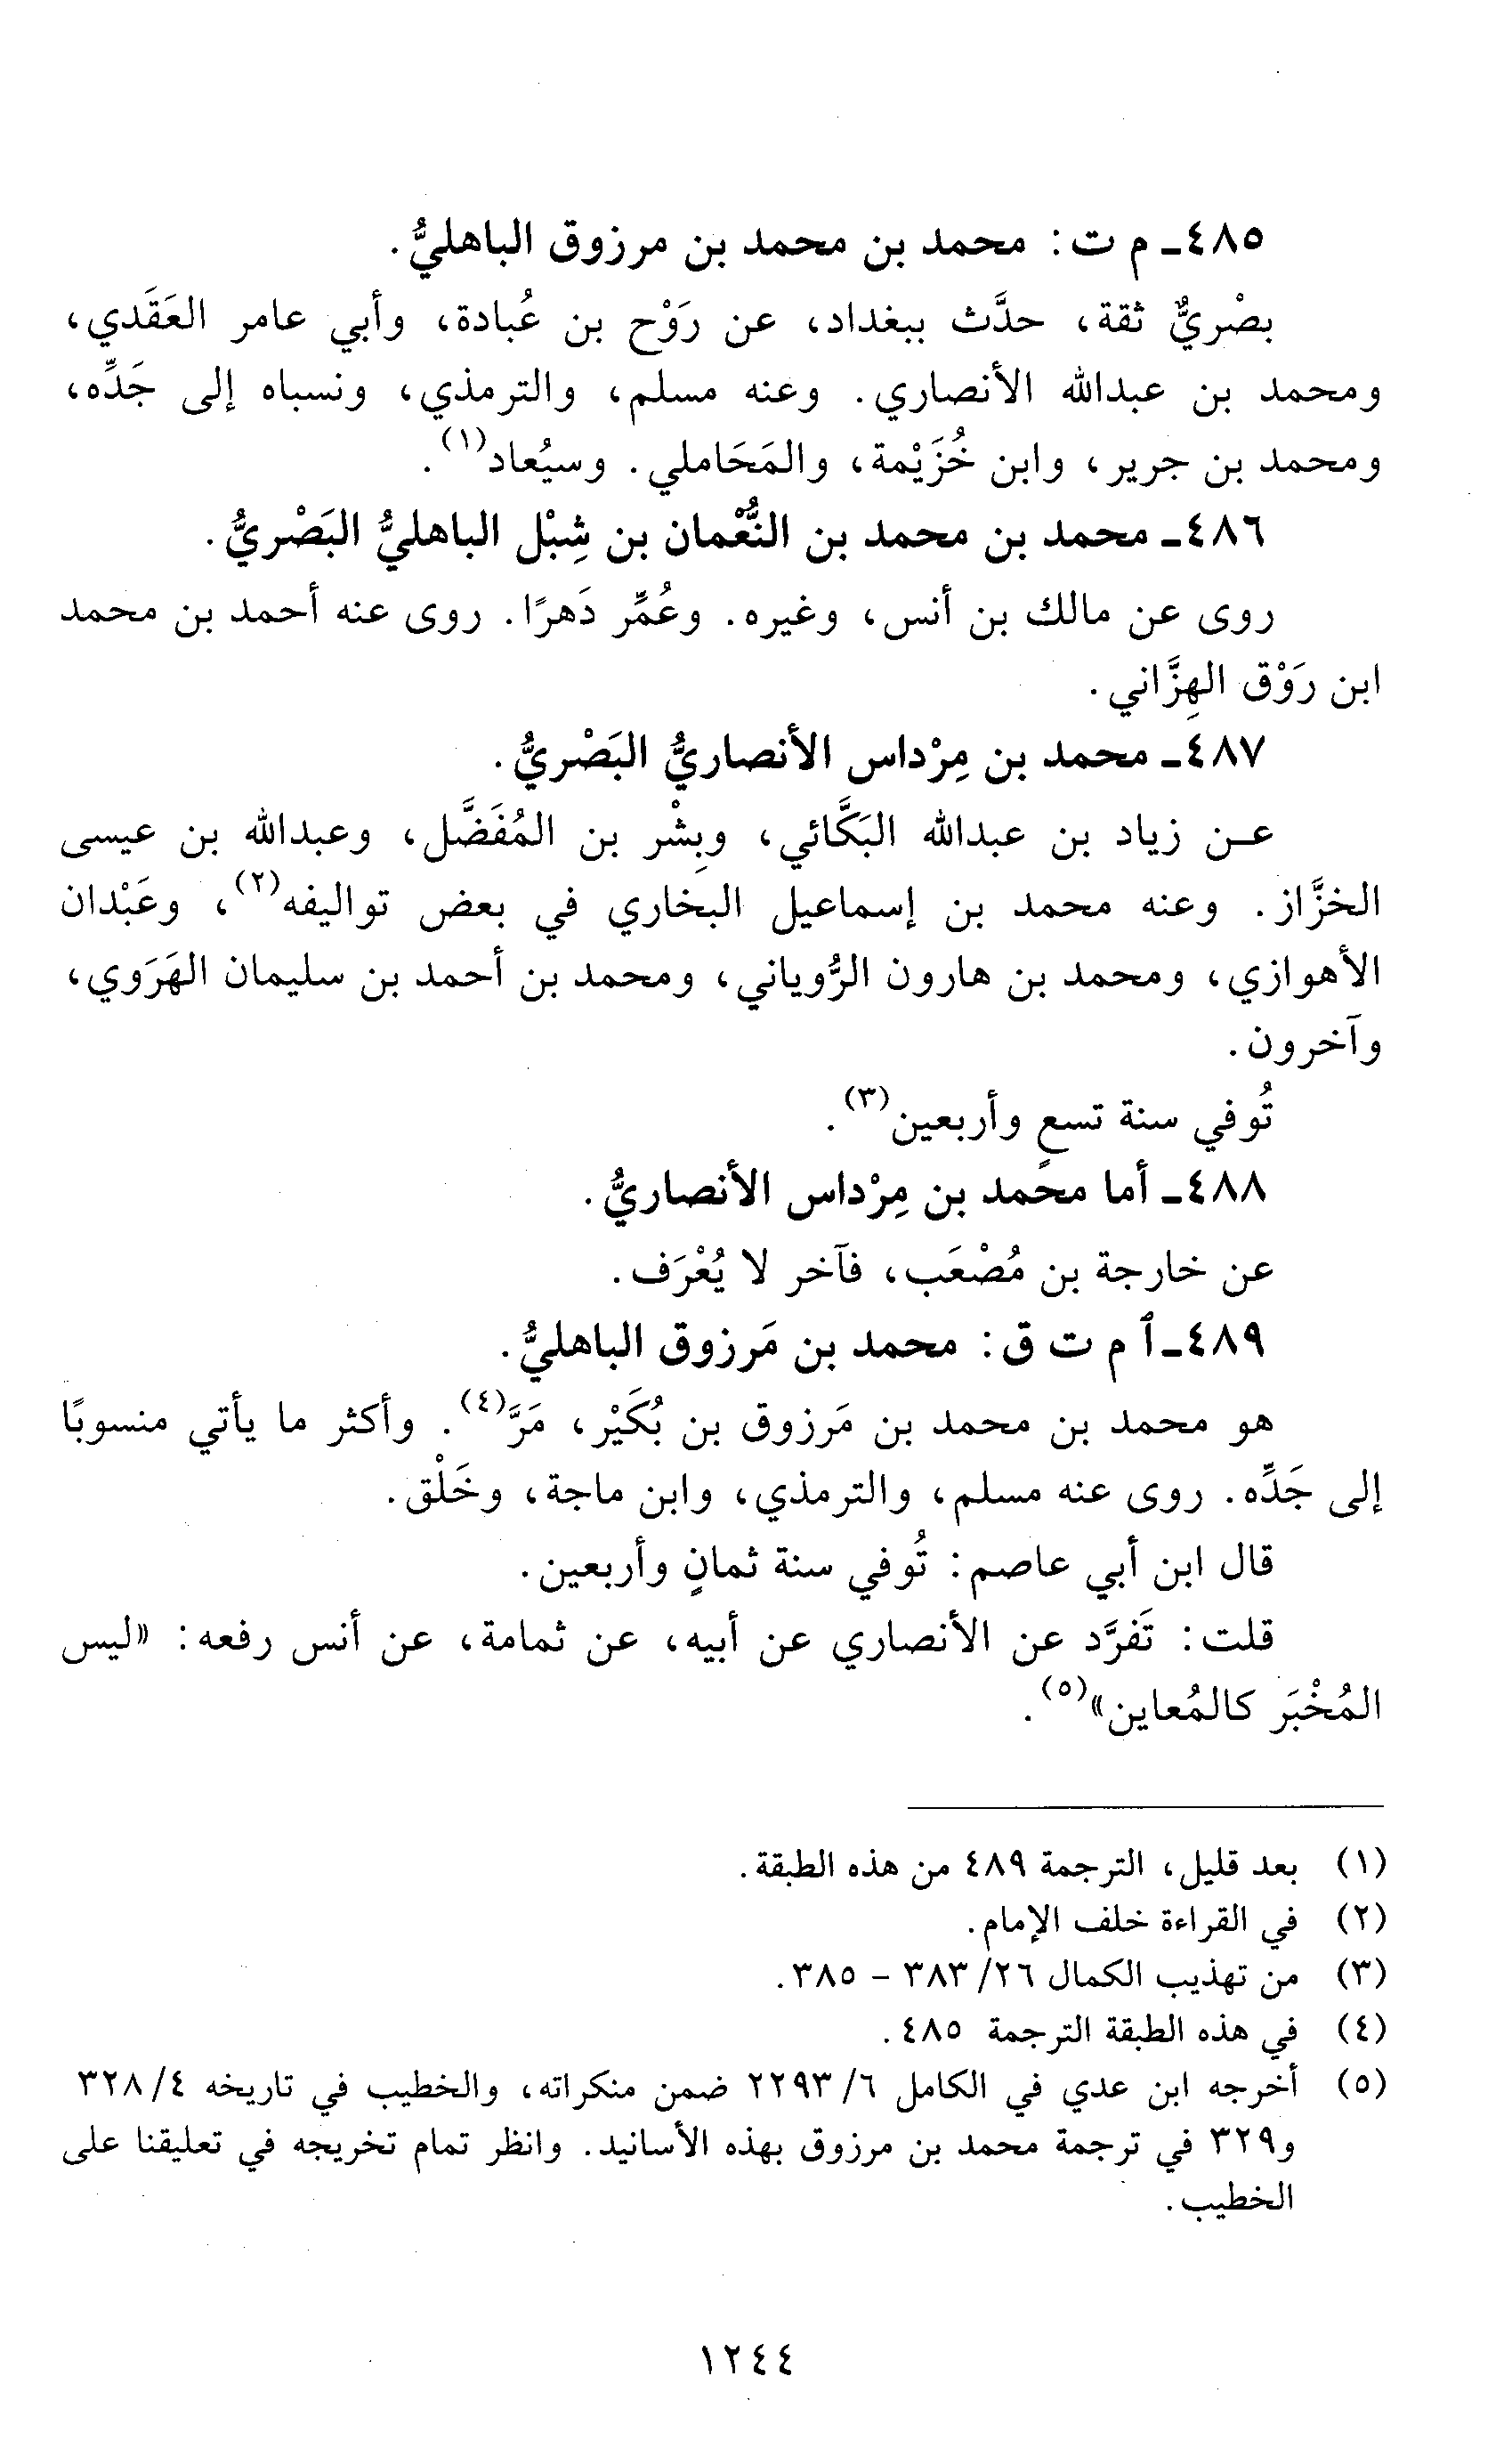 ٤٨٥ـ م ت: محمد بن محمد بن مرزوق الباهليُّ.
بصْريٌّ ثقة، حدَّث ببغداد، عن رَوْح بن عُبادة، وأبي عامر العَقَدي،
ومحمد بن عبدالله الأنصاري. وعنه مسلم، والترمذي، ونسباه إلى جَدِّه،
ومحمد بن جرير، وابن خُزَيْمة، والمَحَاملي. وسيُعاد(١).
٤٨٦ـ محمد بن محمد بن النُّعْمان بن شِبْل الباهليُّ البَصْريُّ.
روى عن مالك بن أنس، وغيره. وعُمِّر دَهرًا. روى عنه أحمد بن محمد
ابن رَوْق الهِزَّاني.
٤٨٧ـ محمد بن مِرْداس الأنصاريُّ البَصْريُّ.
عـن زياد بن عبدالله البَكَّائي، وبِشْر بن المُفَضَّل، وعبدالله بن عيسى
الخزَّاز. وعنه محمد بن إسماعيل البخاري في بعض تواليفه(٢)، وعَبْدان
الأهوازي، ومحمد بن هارون الرُّوياني، ومحمد بن أحمد بن سليمان الهَرَوي،
وآخرون.
تُوفي سنة تسعٍ وأربعين(٣).
٤٨٨ـ أما محمد بن مِرْداس الأنصاريُّ.
عن خارجة بن مُصْعَب، فآخر لا يُعْرَف.
٤٨٩ـ أ م ت ق: محمد بن مَرزوق الباهليُّ.
هو محمد بن محمد بن مَرزوق بن بُكَيْر، مَرَّ(٤). وأكثر ما يأتي منسوبًا
إلى جَدِّه. روى عنه مسلم، والترمذي، وابن ماجة، وخَلْق.
قال ابن أبي عاصم: تُوفي سنة ثمانٍ وأربعين.
قلت: تَفرَّد عن الأنصاري عن أبيه، عن ثمامة، عن أنس رفعه: «ليس
المُخْبَر كالمُعاين»(٥).
(١) بعد قليل، الترجمة ٤٨٩ من هذه الطبقة.
(٢) في القراءة خلف الإمام.
(٣) من تهذيب الكمال ٢٦/ ٣٨٣ - ٣٨٥.
(٤) في هذه الطبقة الترجمة ٤٨٥.
(٥) أخرجه ابن عدي في الكامل ٦/ ٢٢٩٣ ضمن منكراته، والخطيب في تاريخه ٤/ ٣٢٨
و٣٢٩ في ترجمة محمد بن مرزوق بهذه الأسانيد. وانظر تمام تخريجه في تعليقنا على
الخطيب.
١٢٤٤